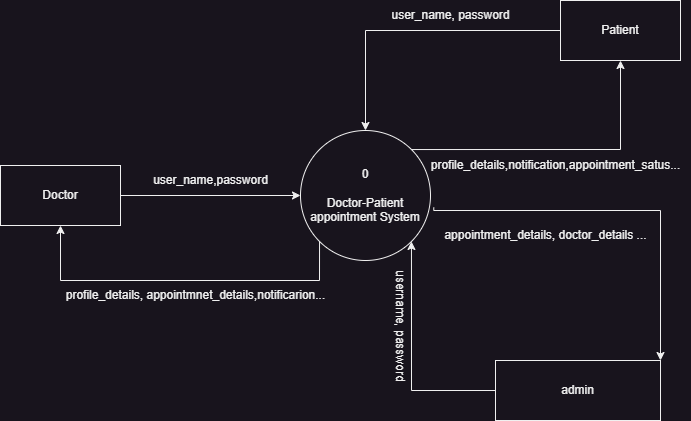 user_name, password
Patient
0
profile_details,notification,appointment_satus...
Doctor
user_name,password
Doctor-Patient
appointment System
appointment_details, doctor_details ...
profile_details, appointmnet_details,notificarion...
username, password
admin